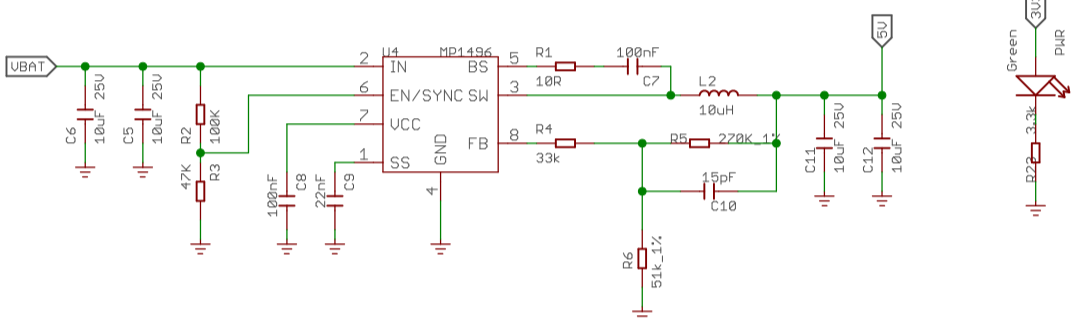 VBAT
C6
10uF 25V
C5
10uF 25V
R2
100K
47K
R3
100nF
C8
22nF
C9
U4
MP1496
2
IN
6
EN/SYNC
7
VCC
1
SS
GND
4
BS
5
SW
3
FB
8
R1
10R
100nF
C7
L2
10uH
R4
33k
R5
270K_1%
15pF
C10
R6
51k_1%
C11
10uF 25V
C12
10uF 25V
5V
Green
PWR
3.3k